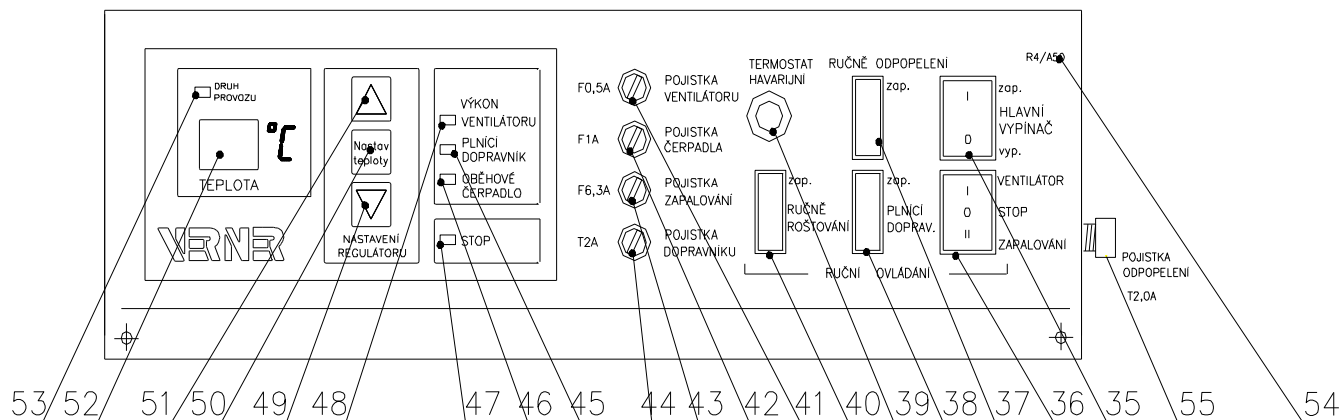 DRUH
PROVOZU
°C
TEPLOTA
VERNER
Nastav
teploty
NASTAVENÍ
REGULÁTORU
VÝKON
VENTILÁTORU
PLNÍCÍ
DOPRAVNÍK
OBĚHOVÉ
ČERPADLO
STOP
F0,5A
POJISTKA
VENTILÁTORU
F1A
POJISTKA
ČERPADLA
F6,3A
POJISTKA
ZAPALOVÁNÍ
T2A
POJISTKA
DOPRAVNÍKU
TERMOSTAT
HAVARIJNÍ
RUČNĚ ODPOPELENÍ
zap.
I
O
zap.
HLAVNÍ
VYPÍNAČ
vyp.
R4/A50
zap.
RUČNĚ
ROŠTOVÁNÍ
zap.
PLNÍCÍ
DOPRAV.
I
O
II
VENTILÁTOR
STOP
ZAPALOVÁNÍ
RUČNÍ OVLÁDÁNÍ
POJISTKA
ODPOPELENÍ
T2,0A
53 52 51 50 49 48 47 46 45 44 43 42 41 40 39 38 37 36 35 55 54